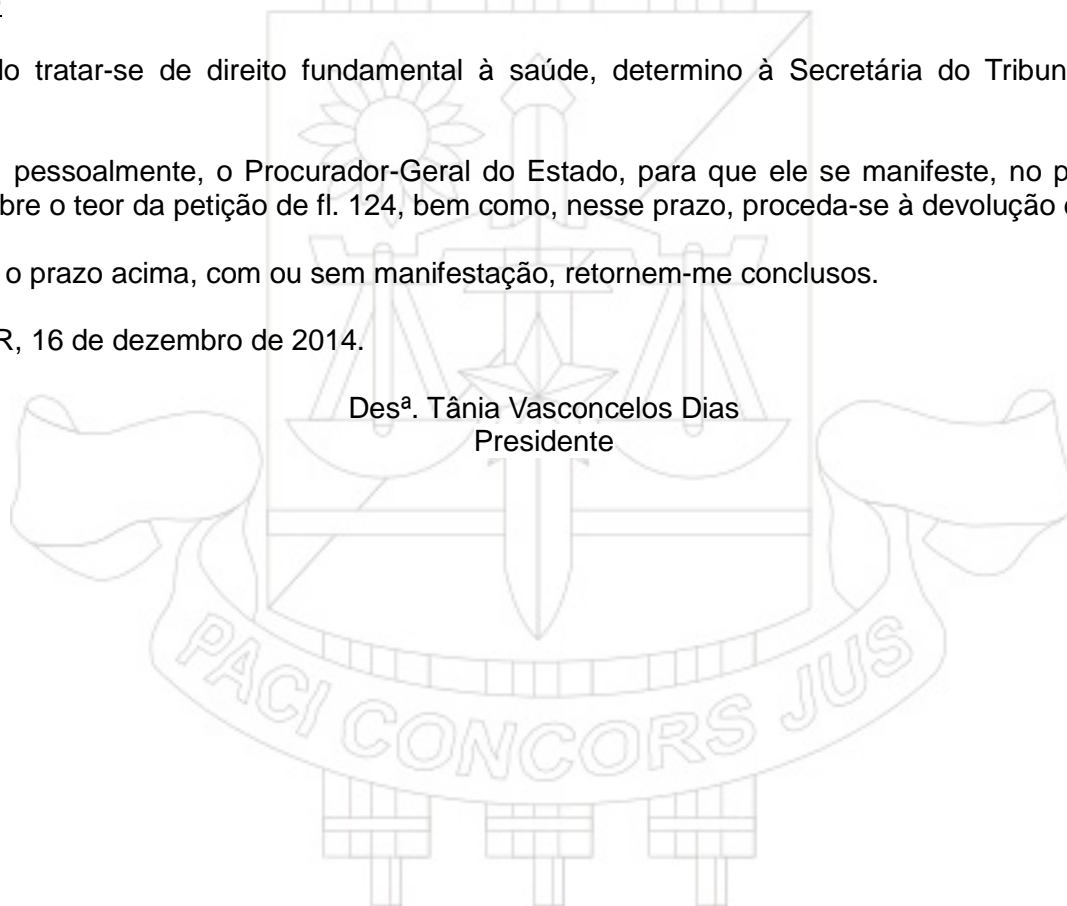 do tratar-se de direito fundamental à saúde, determino à Secretária do Tribun
pessoalmente, o Procurador-Geral do Estado, para que ele se manifeste, no p
bre o teor da petição de fl. 124, bem como, nesse prazo, proceda-se à devolução
o prazo acima, com ou sem manifestação, retornem-me conclusos.
R, 16 de dezembro de 2014.
Desª. Tânia Vasconcelos Dias
Presidente
PACI CONCORS JUS